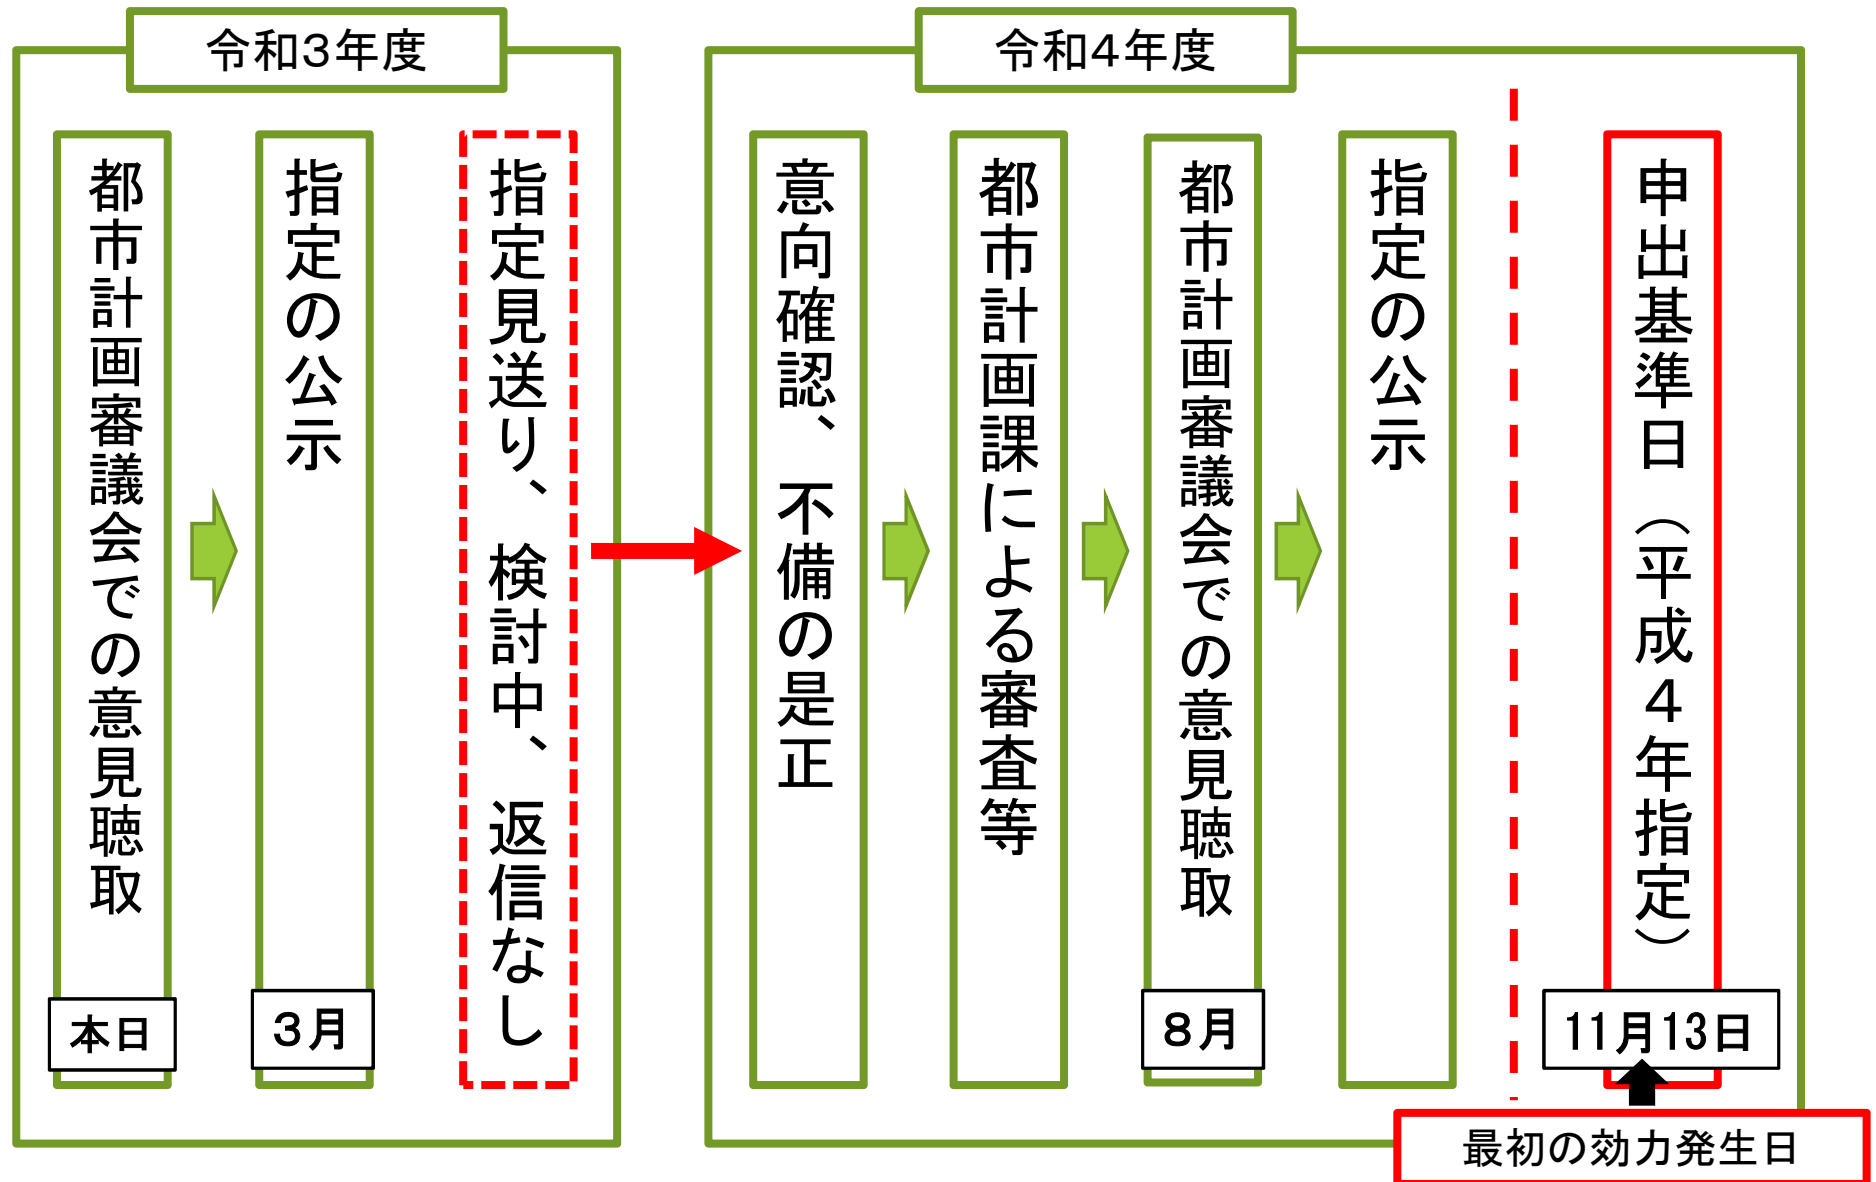 令和３年度
都市計画審議会での意見聴取
本日
指定の公示
３月
指定見送り、検討中、返信なし
令和４年度
意向確認、不備の是正
都市計画課による審査等
都市計画審議会での意見聴取
８月
指定の公示
申出基準日（平成４年指定）
11月13日
最初の効力発生日